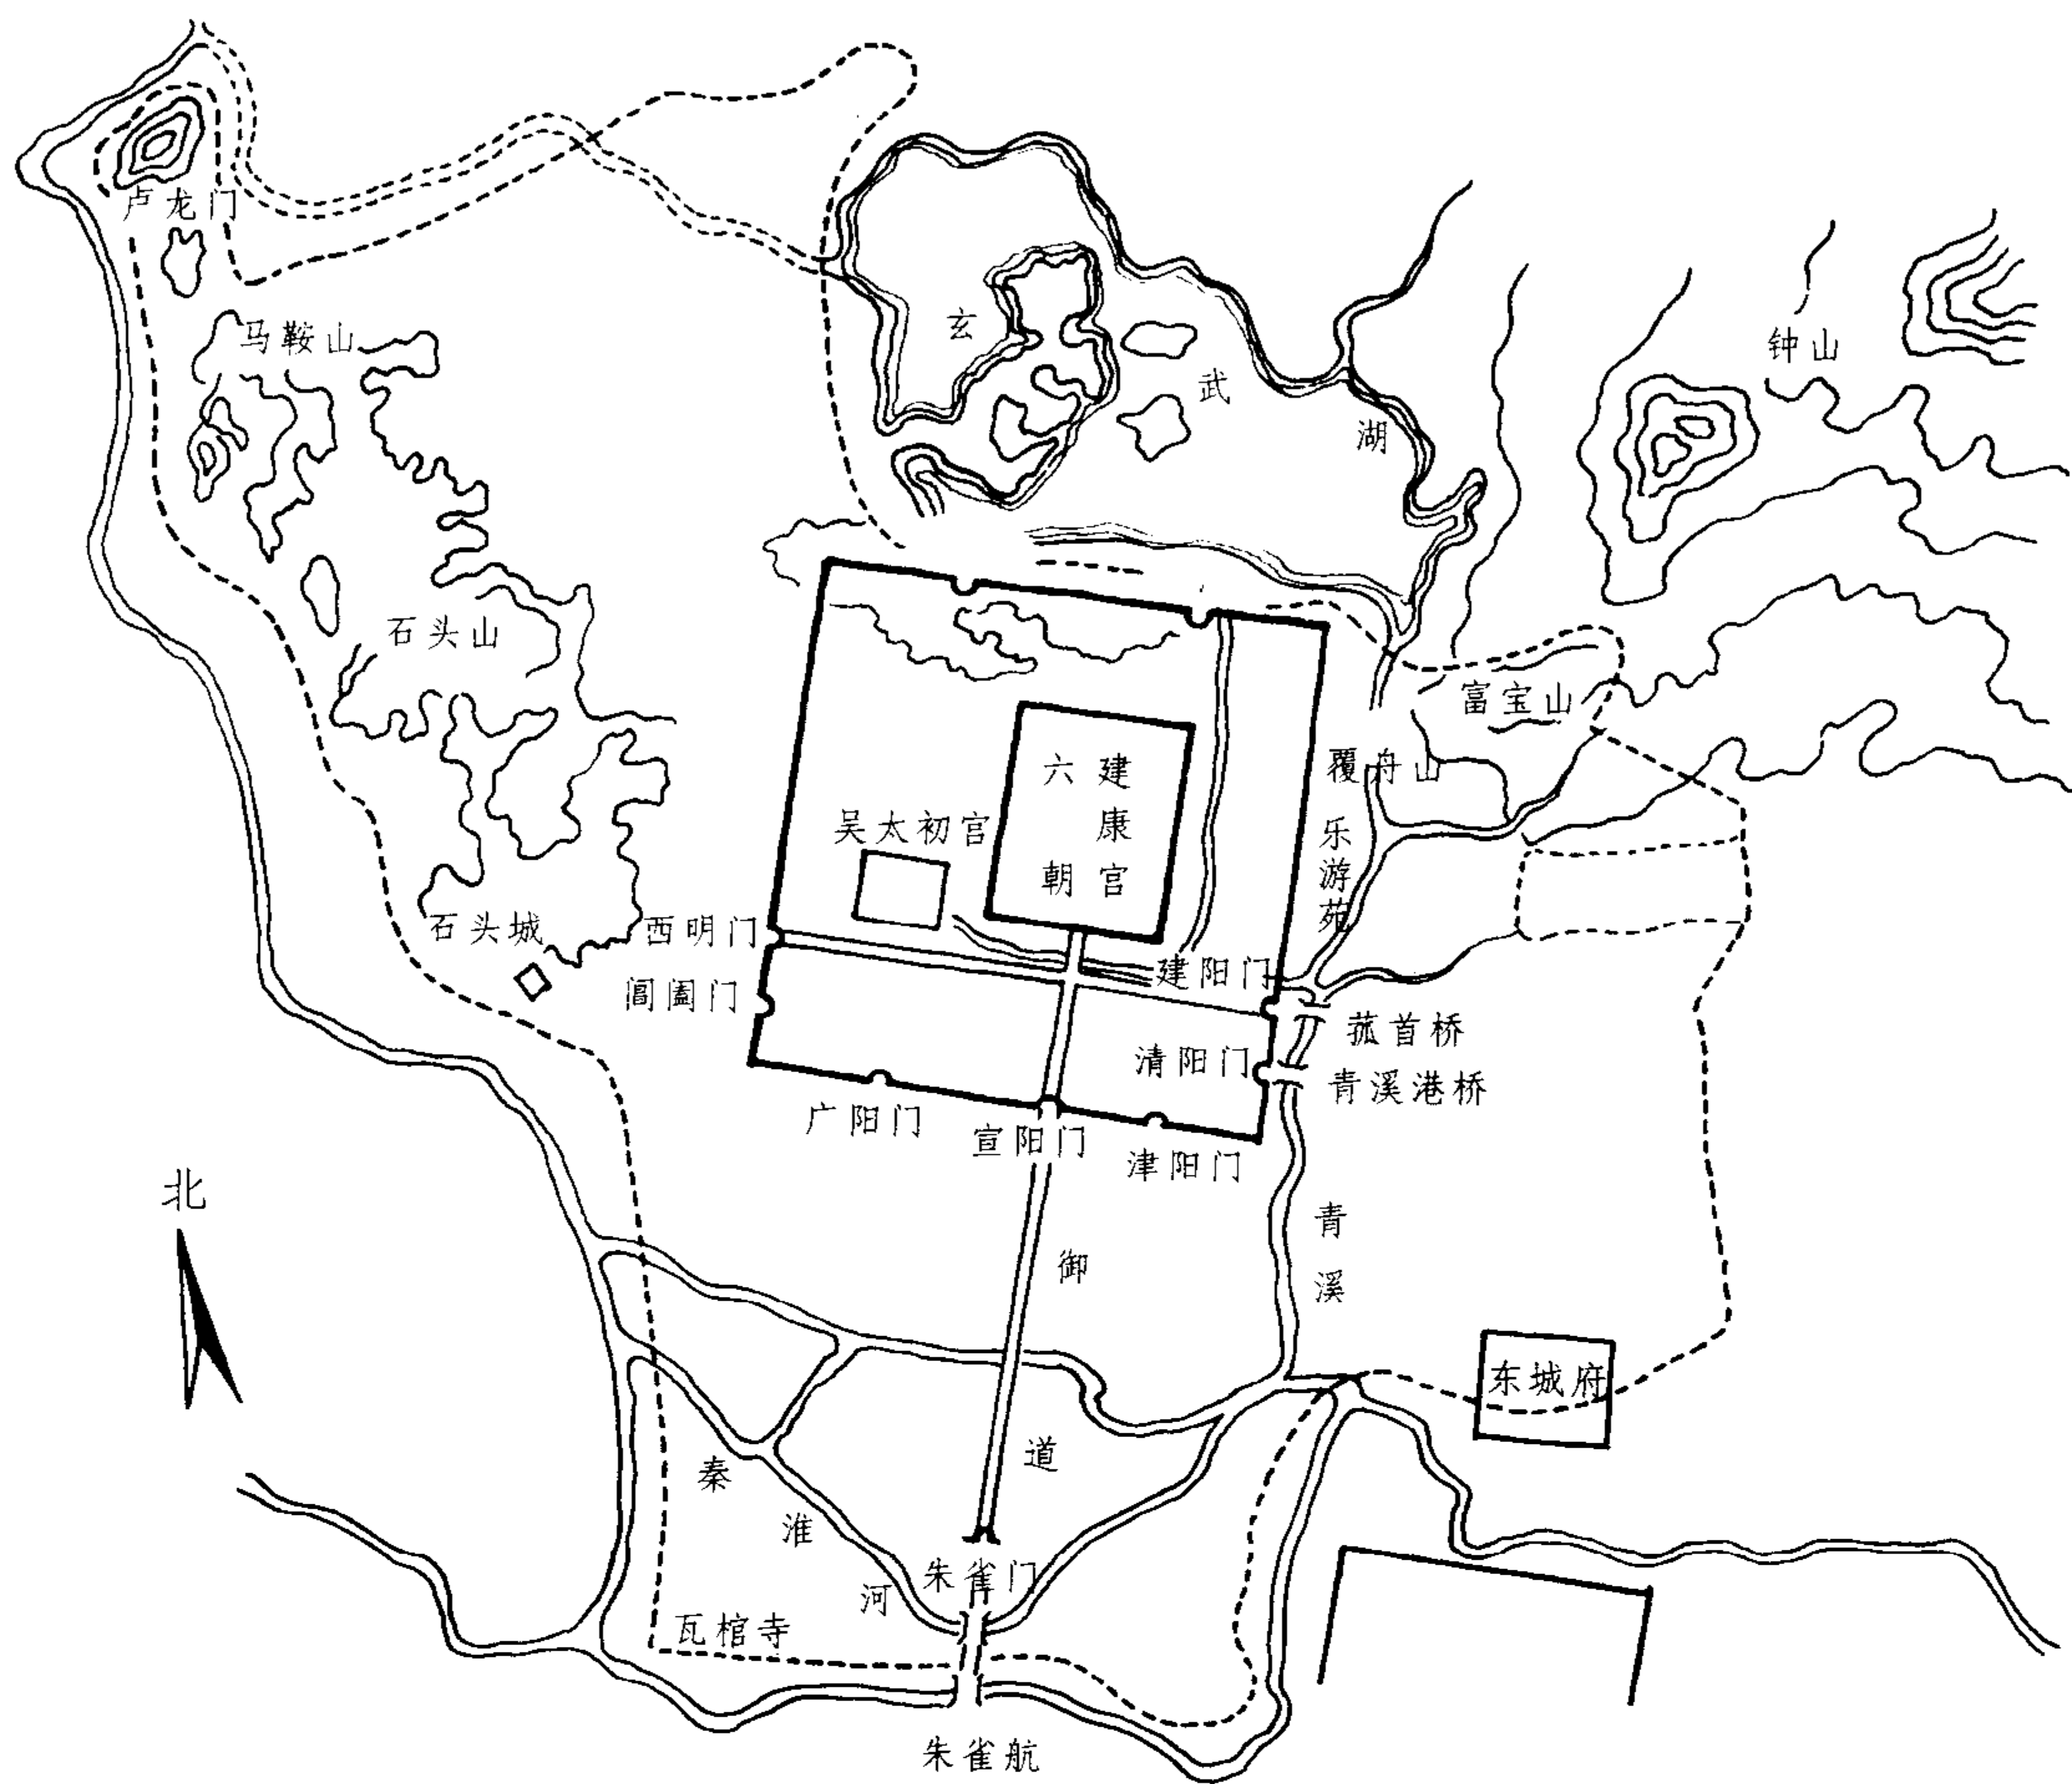 卢龙门
马鞍山
玄武湖
钟山
石头山
富宝山
覆舟山
六朝
建康宫
吴太初宫
乐游苑
石头城
西明门
建阳门
阊阖门
菰首桥
清阳门
青溪港桥
广阳门
宣阳门
津阳门
北
青溪
御道
东城府
秦淮河
朱雀门
瓦棺寺
朱雀航